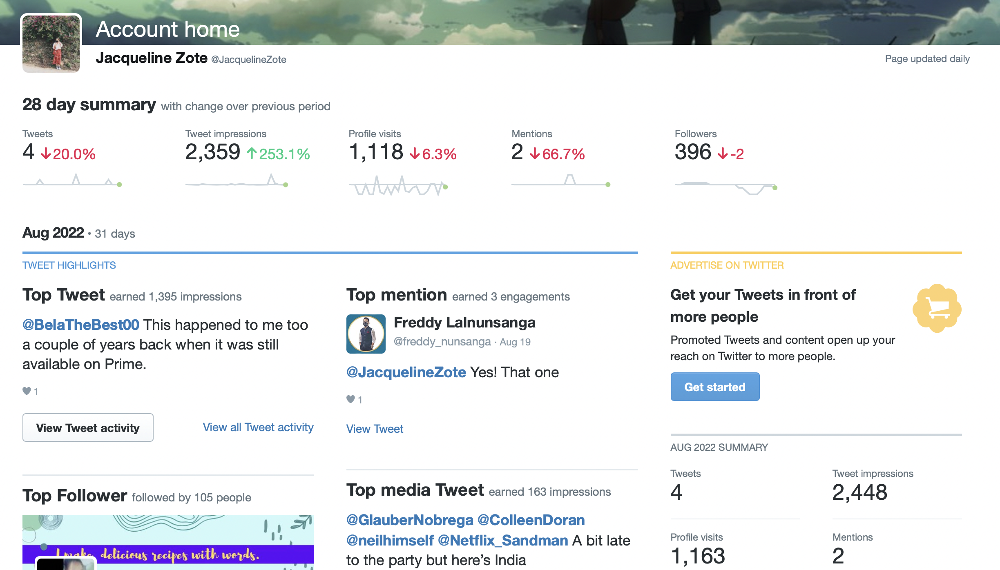 Account home
Jacqueline Zote @JacquelineZote
Page updated daily
28 day summary with change over previous period
Tweets
4 ↓20.0%
Tweet impressions
2,359 ↑253.1%
Profile visits
1,118 ↓6.3%
Mentions
2 ↓66.7%
Followers
396 ↓-2
Aug 2022 · 31 days
TWEET HIGHLIGHTS
Top Tweet earned 1,395 impressions
@BelaTheBest00 This happened to me too
a couple of years back when it was still
available on Prime.
1
View Tweet activity
View all Tweet activity
Top mention earned 3 engagements
Freddy Lalnunsanga
@freddy_nunsanga · Aug 19
@JacquelineZote Yes! That one
1
View Tweet
Top Follower followed by 105 people
I make delicious recipes with words.
Top media Tweet earned 163 impressions
@GlauberNobrega @ColleenDoran
@neilhimself @Netflix_Sandman A bit late
to the party but here's India
ADVERTISE ON TWITTER
Get your Tweets in front of
more people
Promoted Tweets and content open up your
reach on Twitter to more people.
Get started
AUG 2022 SUMMARY
Tweets
4
Tweet impressions
2,448
Profile visits
1,163
Mentions
2